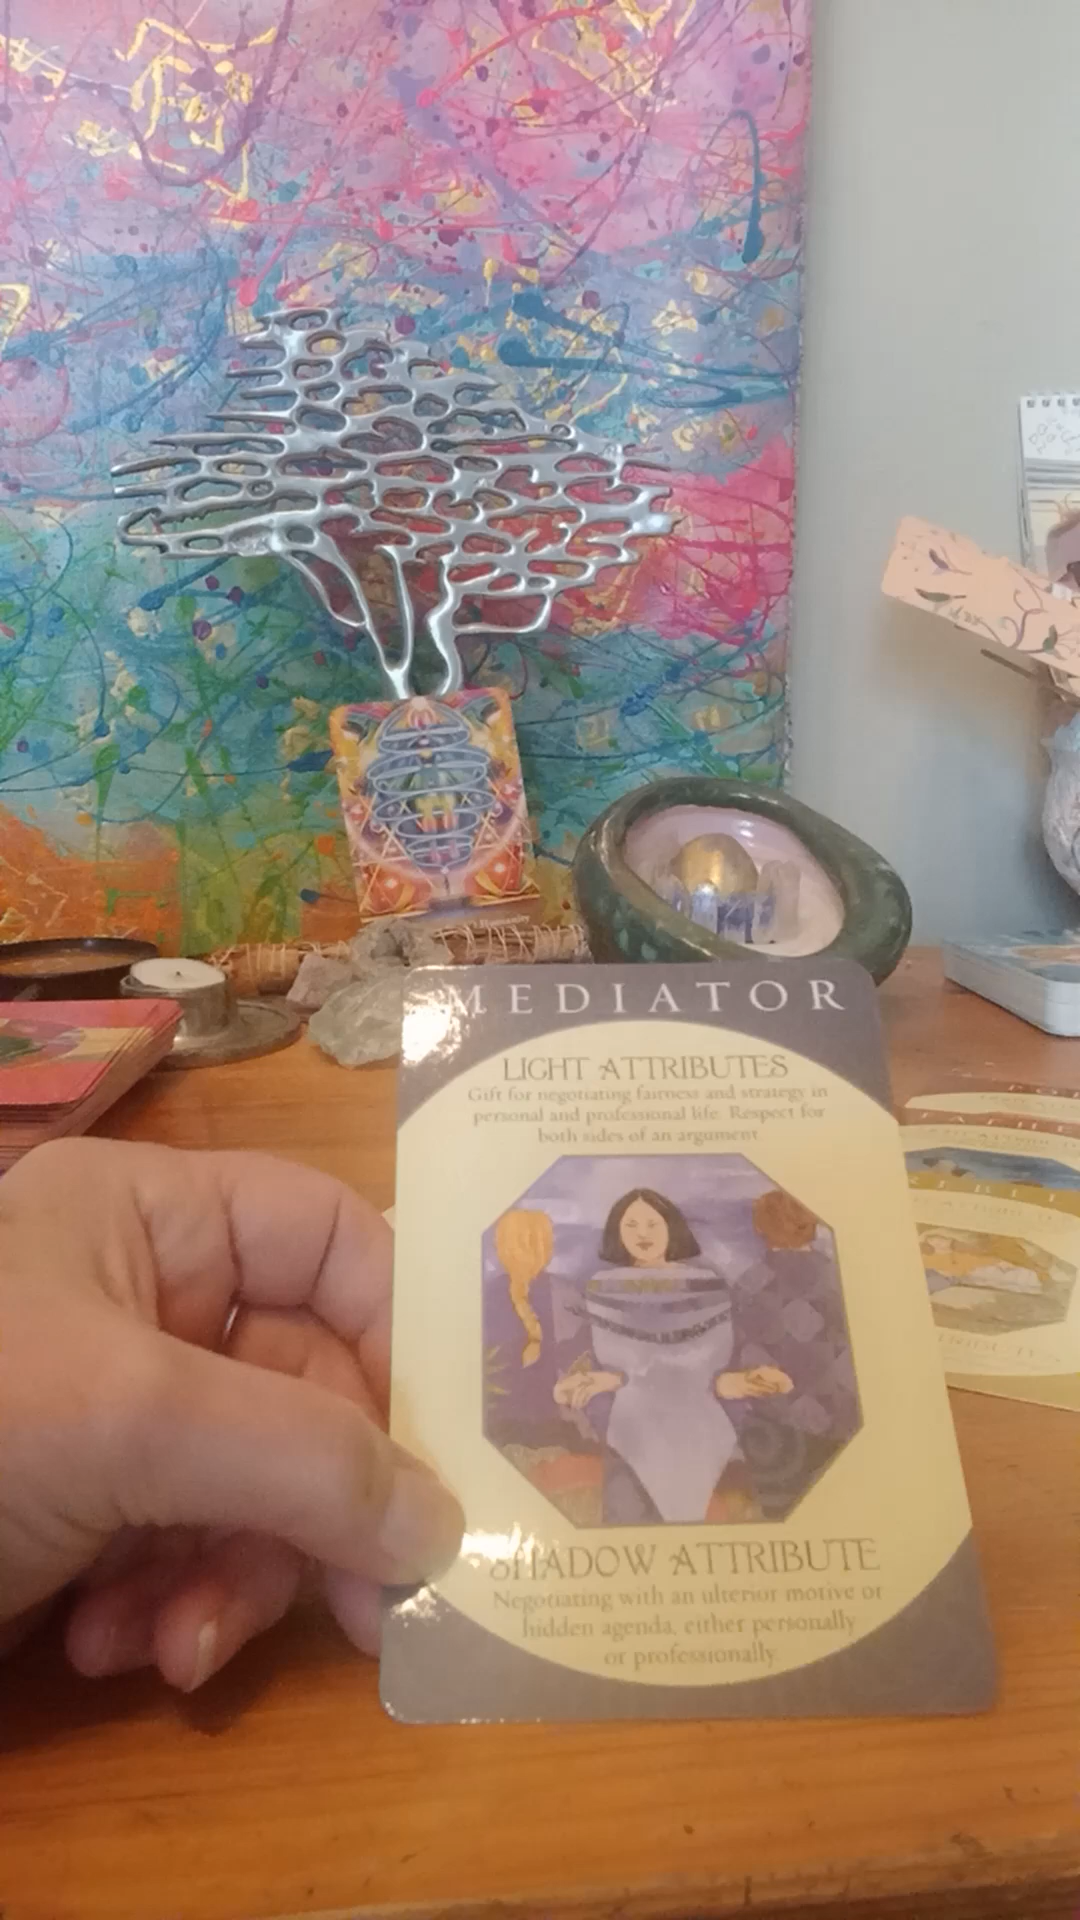 Humanity
MEDIATOR
LIGHT ATTRIBUTES
Gift for negotiating fairness and strategy in
personal and professional life. Respect for
both sides of an argument.
SHADOW ATTRIBUTE
Negotiating with an ulterior motive or
hidden agenda, either personally
or professionally.